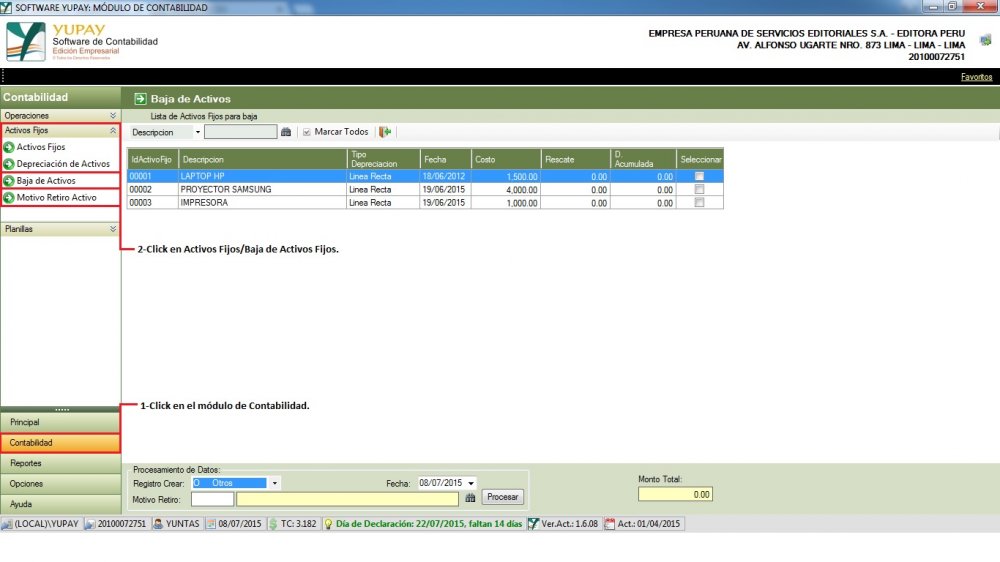 SOFTWARE YUPAY: MÓDULO DE CONTABILIDAD
YUPAY
Software de Contabilidad
Edición Empresarial
EMPRESA PERUANA DE SERVICIOS EDITORIALES S.A. - EDITORA PERU
AV. ALFONSO UGARTE NRO. 873 LIMA - LIMA - LIMA
20100072751
Favoritos
Contabilidad
Baja de Activos
Operaciones
Lista de Activos Fijos para baja
Activos Fijos
Descripcion
Marcar Todos
Activos Fijos
Depreciación de Activos
Baja de Activos
Motivo Retiro Activo
IdActivoFijo Descripcion Tipo Depreciacion Fecha Costo Rescate D. Acumulada Seleccionar
00001 LAPTOP HP Linea Recta 18/06/2012 1,500.00 0.00 0.00
00002 PROYECTOR SAMSUNG Linea Recta 19/06/2015 4,000.00 0.00 0.00
00003 IMPRESORA Linea Recta 19/06/2015 1,000.00 0.00 0.00
Planillas
2-Click en Activos Fijos/Baja de Activos Fijos.
1-Click en el módulo de Contabilidad.
Principal
Contabilidad
Reportes
Opciones
Ayuda
Procesamiento de Datos:
Registro Crear: O Otros Fecha: 08/07/2015
Motivo Retiro: Procesar
Monto Total:
0.00
(LOCAL)\YUPAY 20100072751 YUNTAS 08/07/2015 TC: 3.182 Día de Declaración: 22/07/2015, faltan 14 días Ver.Act.: 1.6.08 Act.: 01/04/2015